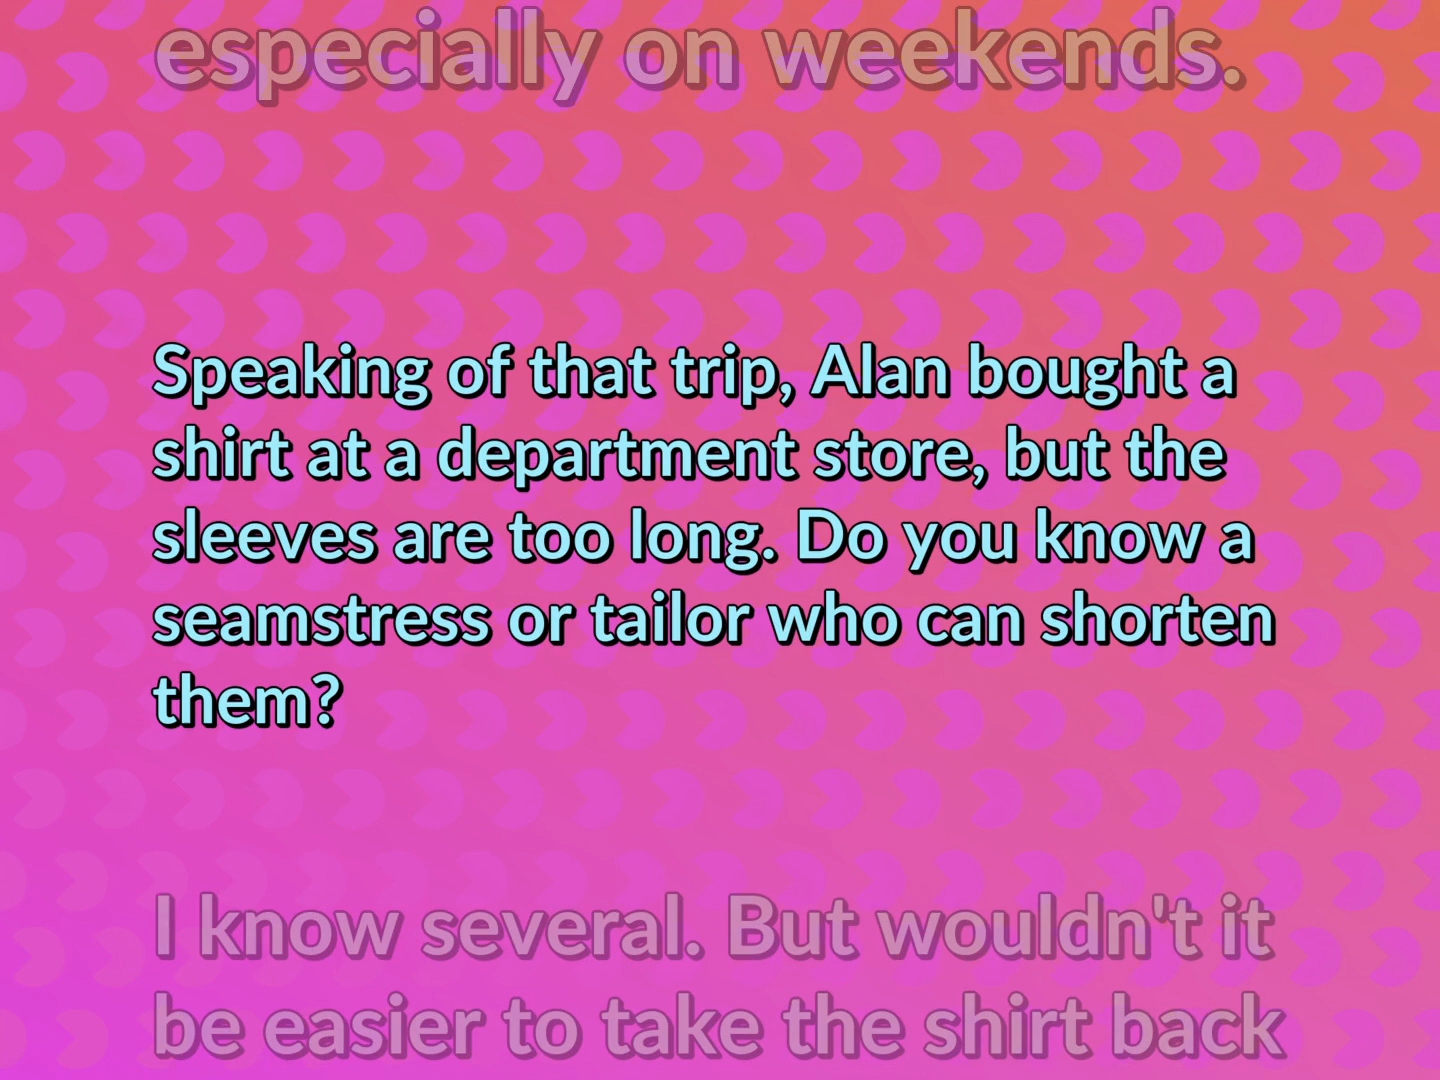 especially on weekends.
Speaking of that trip, Alan bought a
shirt at a department store, but the
sleeves are too long. Do you know a
seamstress or tailor who can shorten
them?
I know several. But wouldn't it
be easier to take the shirt back